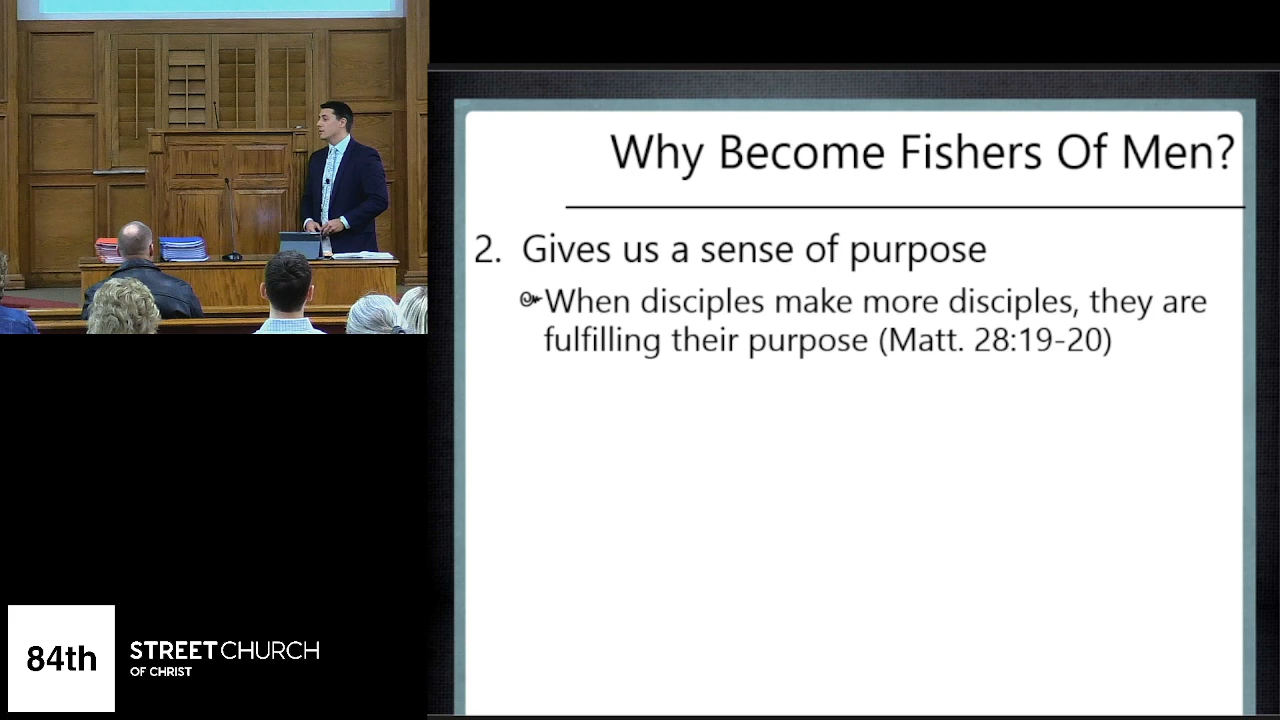 Why Become Fishers Of Men?
2. Gives us a sense of purpose
When disciples make more disciples, they are
fulfilling their purpose (Matt. 28:19-20)
84th
STREET CHURCH
OF CHRIST